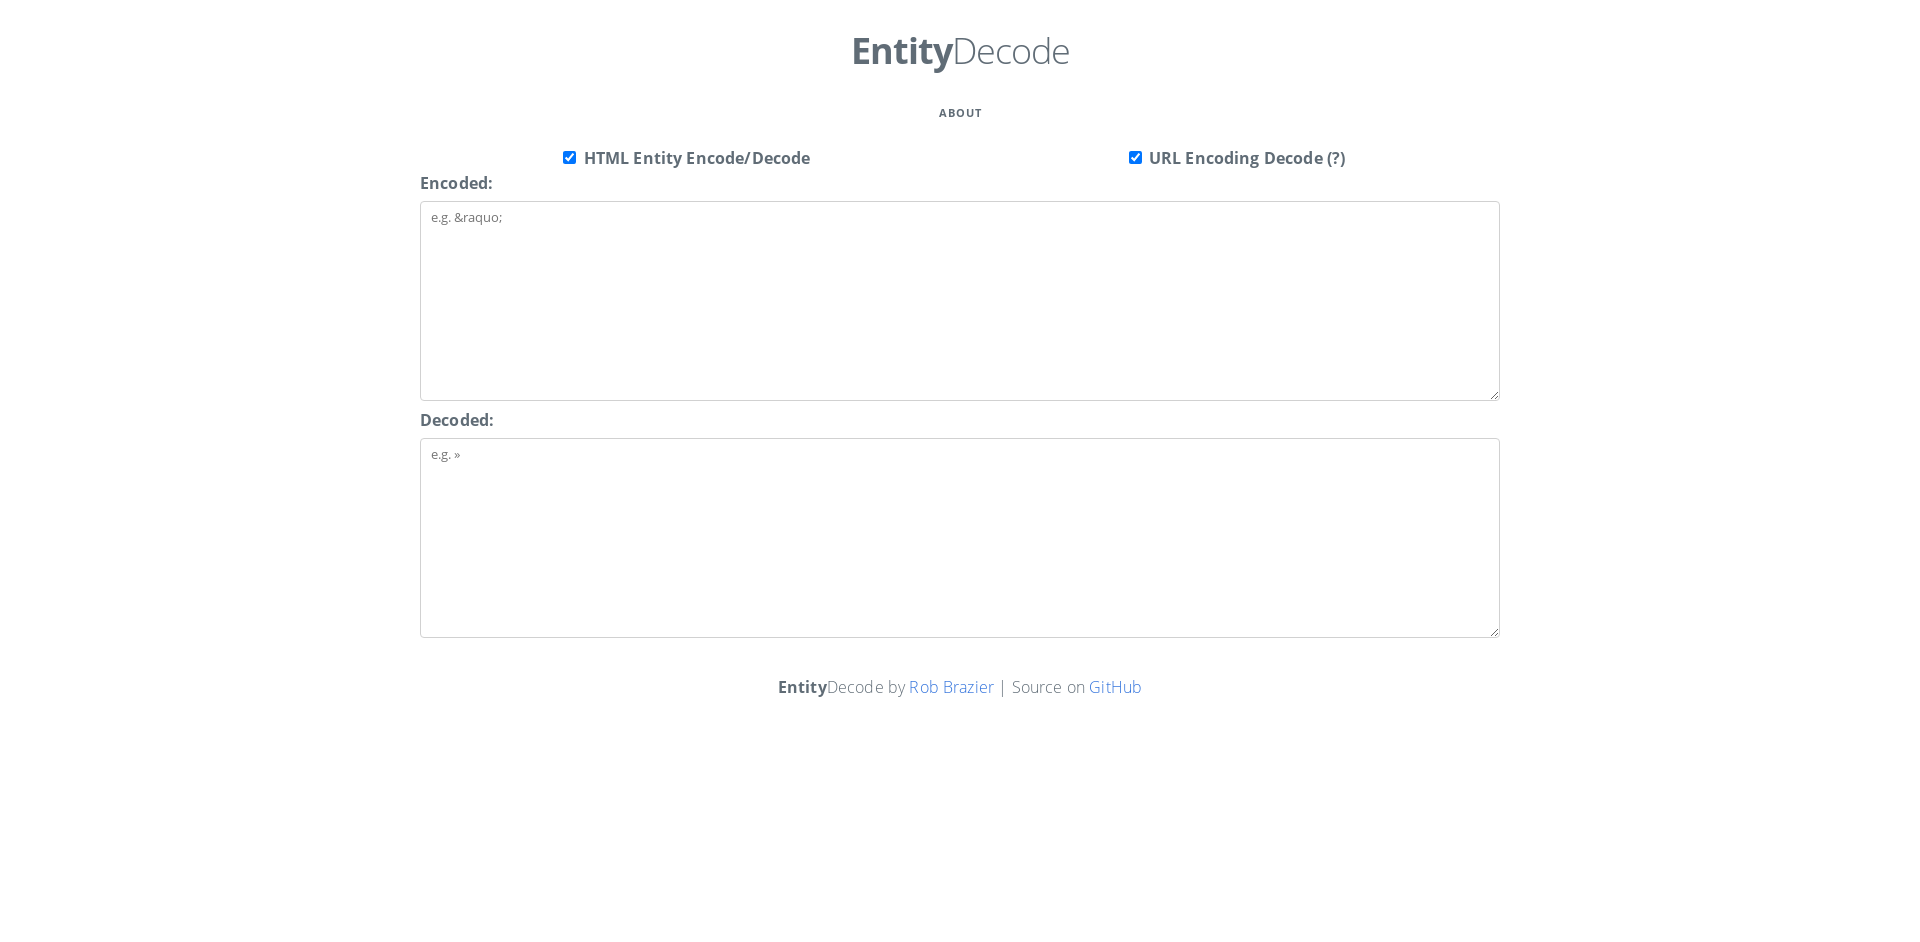 EntityDecode
ABOUT
HTML Entity Encode/Decode
URL Encoding Decode (?)
Encoded:
e.g. &raquo;
Decoded:
e.g. »
EntityDecode by Rob Brazier | Source on GitHub